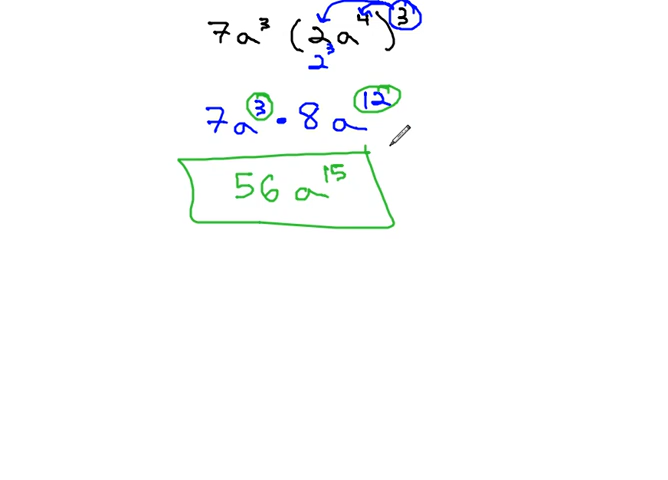 7a³ (2a⁴)³
2³
7a³ · 8a¹²
56a¹⁵